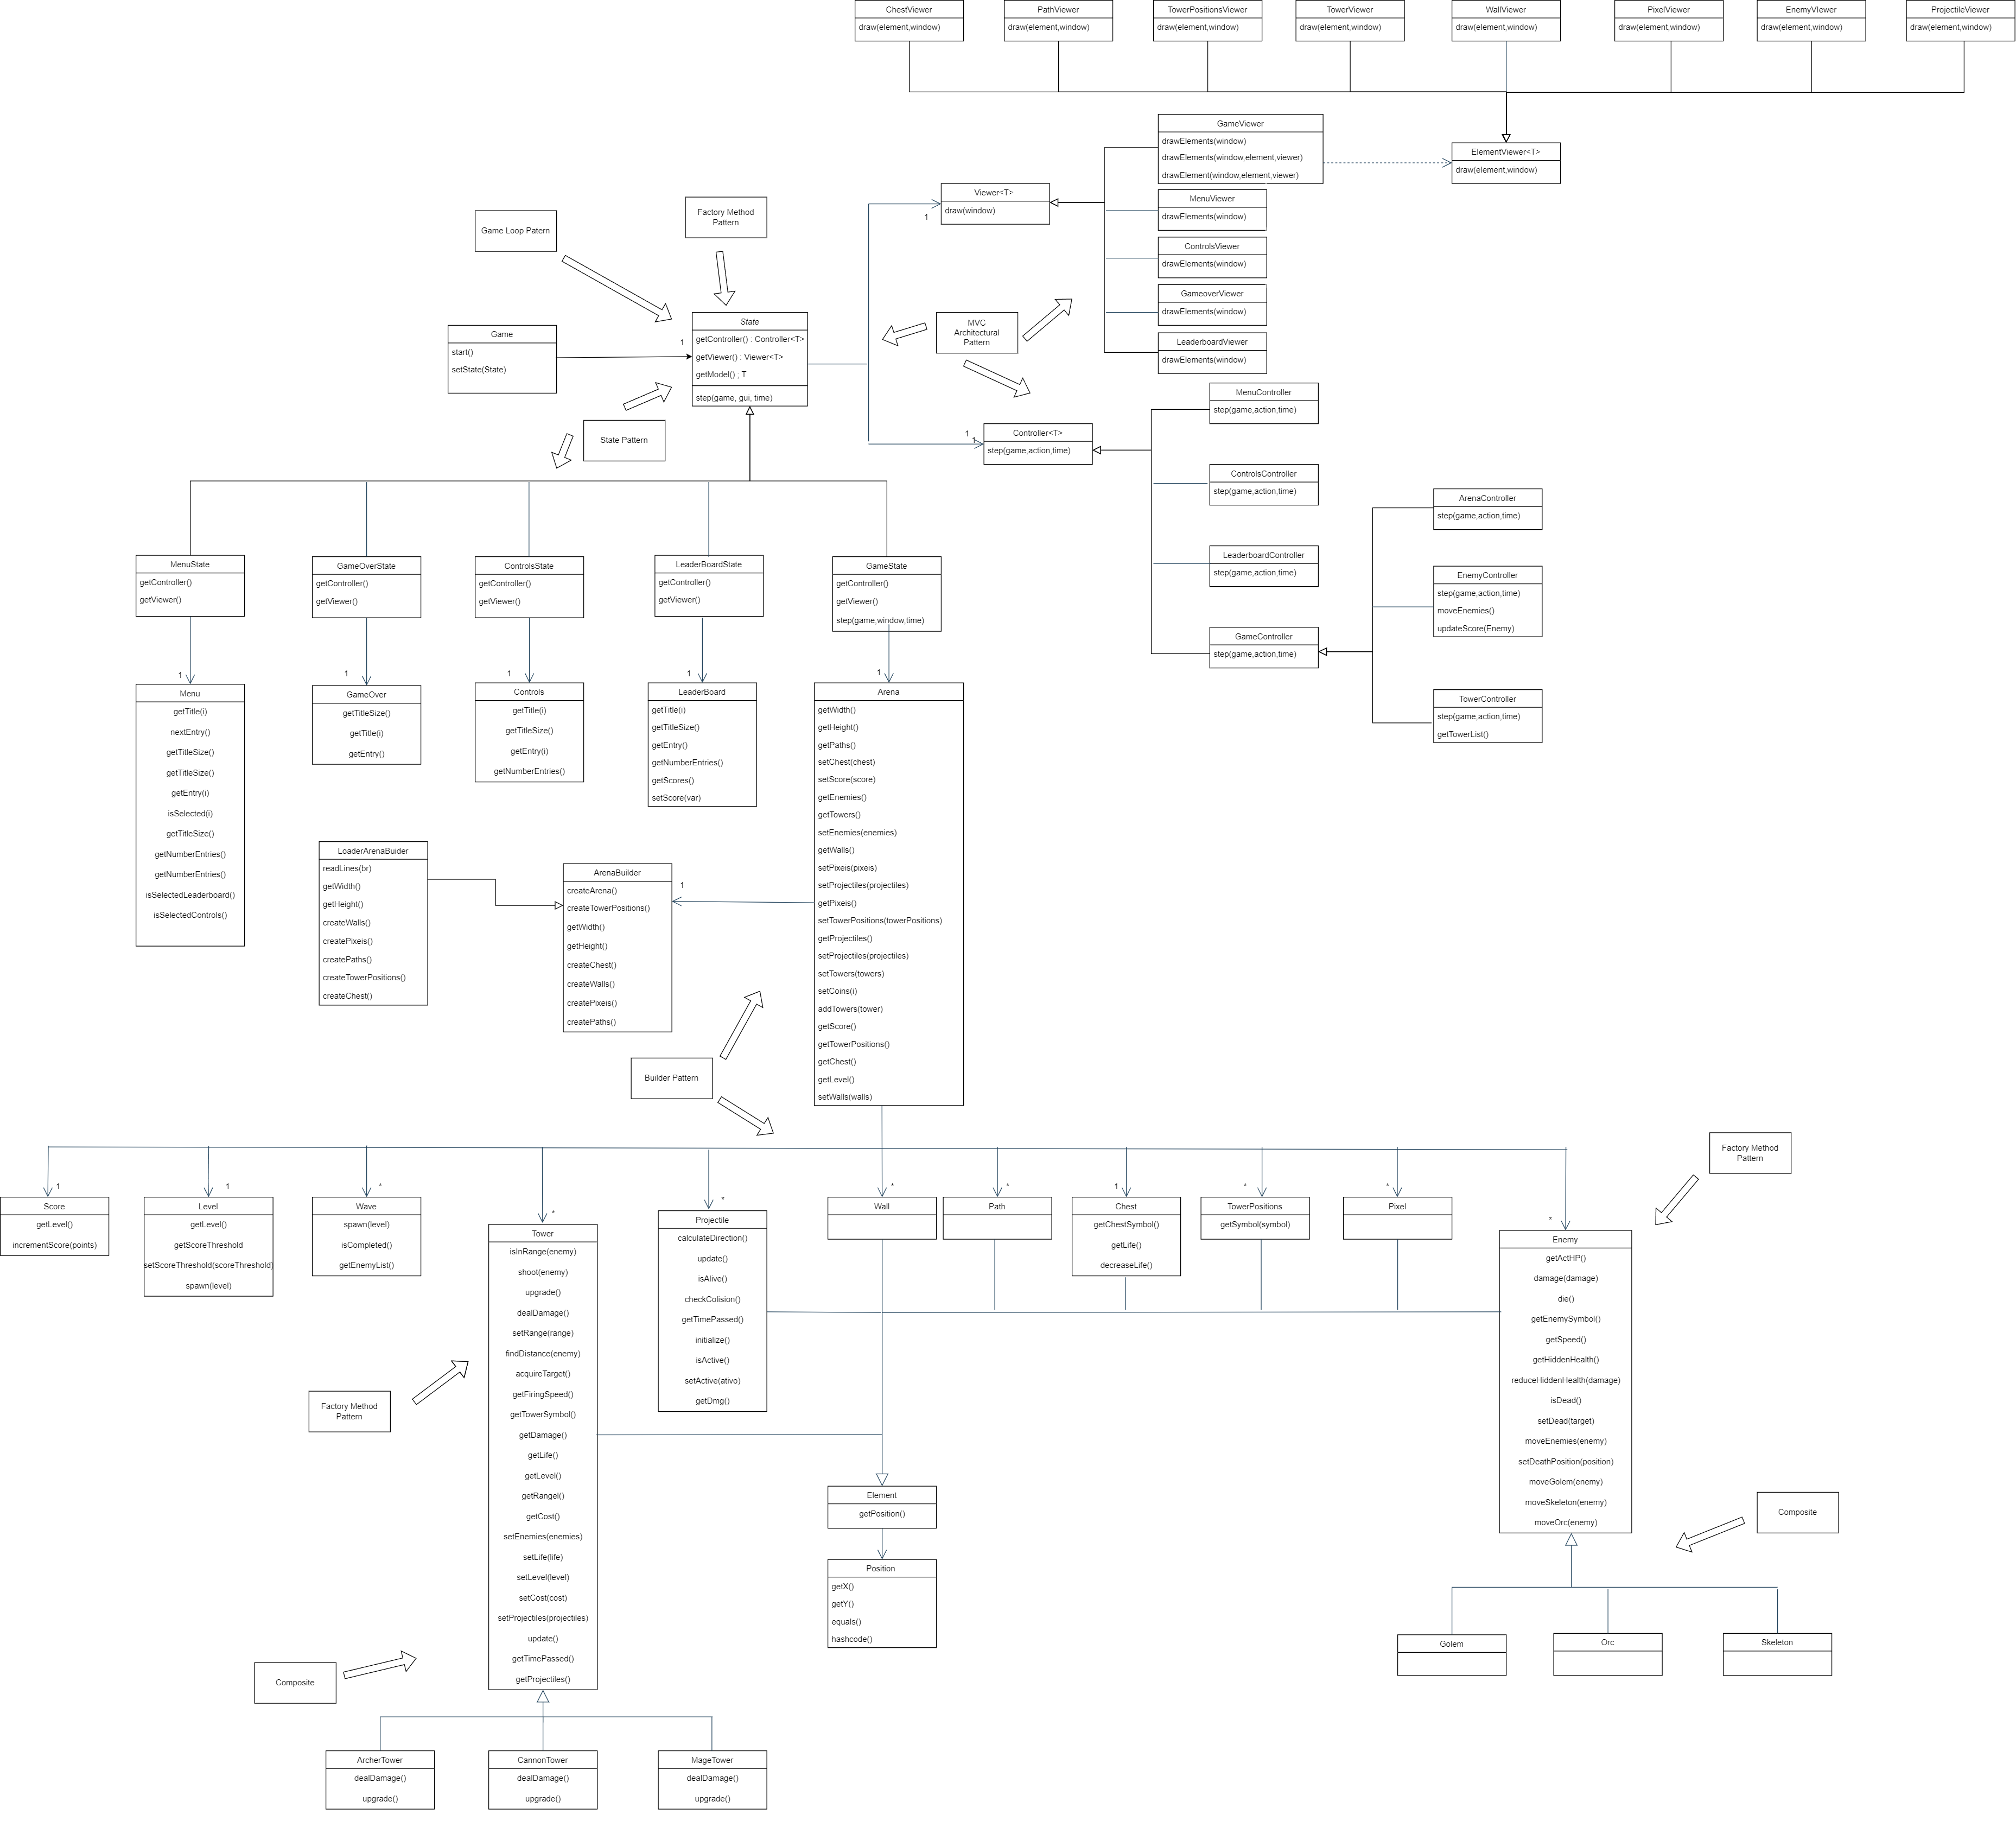 ChestViewer
draw(element,window)
PathViewer
draw(element,window)
TowerPositionsViewer
draw(element,window)
TowerViewer
draw(element,window)
WallViewer
draw(element,window)
PixelViewer
draw(element,window)
EnemyVIewer
draw(element,window)
ProjectileViewer
draw(element,window)
GameViewer
drawElements(window)
drawElements(window,element,viewer)
drawElement(window,element,viewer)
ElementViewer<T>
draw(element,window)
Viewer<T>
draw(window)
1
MenuViewer
drawElements(window)
ControlsViewer
drawElements(window)
GameoverViewer
drawElements(window)
LeaderboardViewer
drawElements(window)
Game Loop Patern
Factory Method
Pattern
MVC
Architectural
Pattern
Game
start()
setState(State)
1
State
getController() : Controller<T>
getViewer() : Viewer<T>
getModel() ; T
step(game, gui, time)
State Pattern
1
1
Controller<T>
step(game,action,time)
MenuController
step(game,action,time)
ControlsController
step(game,action,time)
LeaderboardController
step(game,action,time)
GameController
step(game,action,time)
ArenaController
step(game,action,time)
EnemyController
step(game,action,time)
moveEnemies()
updateScore(Enemy)
TowerController
step(game,action,time)
getTowerList()
MenuState
getController()
getViewer()
GameOverState
getController()
getViewer()
ControlsState
getController()
getViewer()
LeaderBoardState
getController()
getViewer()
GameState
getController()
getViewer()
step(game,window,time)
1
1
1
1
1
Menu
getTitle(i)
nextEntry()
getTitleSize()
getTitleSize()
getEntry(i)
isSelected(i)
getTitleSize()
getNumberEntries()
getNumberEntries()
isSelectedLeaderboard()
isSelectedControls()
GameOver
getTitleSize()
getTitle(i)
getEntry()
Controls
getTitle(i)
getTitleSize()
getEntry(i)
getNumberEntries()
LeaderBoard
getTitle(i)
getTitleSize()
getEntry()
getNumberEntries()
getScores()
setScore(var)
Arena
getWidth()
getHeight()
getPaths()
setChest(chest)
setScore(score)
getEnemies()
getTowers()
setEnemies(enemies)
getWalls()
setPixeis(pixeis)
setProjectiles(projectiles)
getPixeis()
setTowerPositions(towerPositions)
getProjectiles()
setProjectiles(projectiles)
setTowers(towers)
setCoins(i)
addTowers(tower)
getScore()
getTowerPositions()
getChest()
getLevel()
setWalls(walls)
LoaderArenaBuider
readLines(br)
getWidth()
getHeight()
createWalls()
createPixeis()
createPaths()
createTowerPositions()
createChest()
ArenaBuilder
createArena()
createTowerPositions()
getWidth()
getHeight()
createChest()
createWalls()
createPixeis()
createPaths()
1
Builder Pattern
Factory Method
Pattern
1
1
*
*
*
*
*
1
*
*
*
Score
getLevel()
incrementScore(points)
Level
getLevel()
getScoreThreshold
setScoreThreshold(scoreThreshold)
spawn(level)
Wave
spawn(level)
isCompleted()
getEnemyList()
Tower
isInRange(enemy)
shoot(enemy)
upgrade()
dealDamage()
setRange(range)
findDistance(enemy)
acquireTarget()
getFiringSpeed()
getTowerSymbol()
getDamage()
getLife()
getLevel()
getRangel()
getCost()
setEnemies(enemies)
setLife(life)
setLevel(level)
setCost(cost)
setProjectiles(projectiles)
update()
getTimePassed()
getProjectiles()
Projectile
calculateDirection()
update()
isAlive()
checkColision()
getTimePassed()
initialize()
isActive()
setActive(ativo)
getDmg()
Wall
Path
Chest
getChestSymbol()
getLife()
decreaseLife()
TowerPositions
getSymbol(symbol)
Pixel
Enemy
getActHP()
damage(damage)
die()
getEnemySymbol()
getSpeed()
getHiddenHealth()
reduceHiddenHealth(damage)
isDead()
setDead(target)
moveEnemies(enemy)
setDeathPosition(position)
moveGolem(enemy)
moveSkeleton(enemy)
moveOrc(enemy)
Factory Method
Pattern
Composite
Element
getPosition()
Position
getX()
getY()
equals()
hashcode()
Golem
Orc
Skeleton
Composite
ArcherTower
dealDamage()
upgrade()
CannonTower
dealDamage()
upgrade()
MageTower
dealDamage()
upgrade()